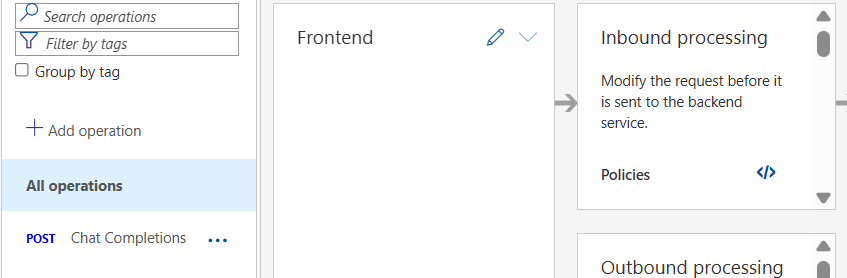 Search operations
Filter by tags
Group by tag
Add operation
All operations
POST Chat Completions
Frontend
Inbound processing
Modify the request before it
is sent to the backend
service.
Policies
Outbound processing